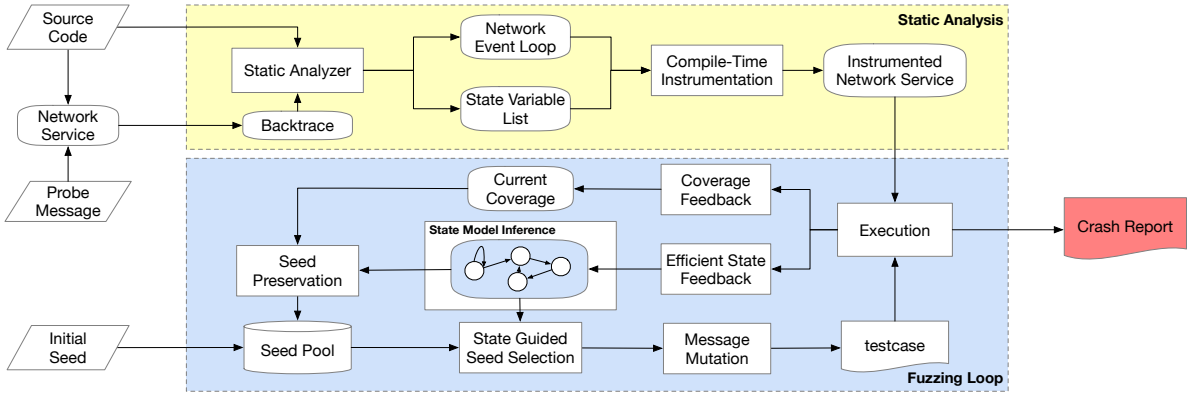 Source
Code
Static Analysis
Network
Event Loop
Static Analyzer
Compile-Time
Instrumentation
Instrumented
Network Service
State Variable
List
Network
Service
Backtrace
Probe
Message
Current
Coverage
Coverage
Feedback
State Model Inference
Execution
Crash Report
Seed
Preservation
Efficient State
Feedback
Initial
Seed
Seed Pool
State Guided
Seed Selection
Message
Mutation
testcase
Fuzzing Loop